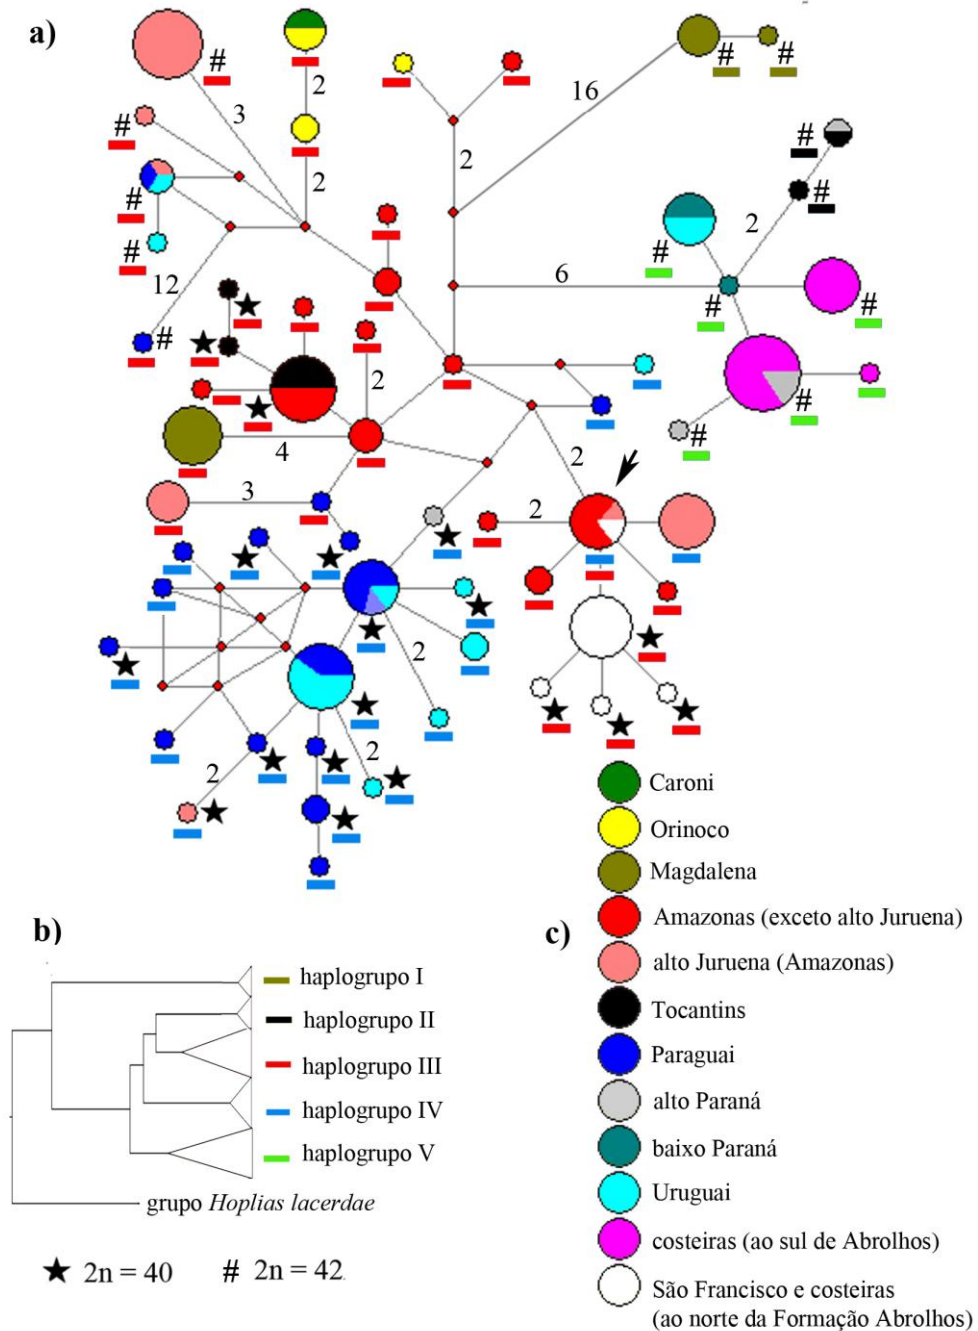 a)
#
3
2
16
#
#
#
#
#
2
2
#
#
2
#
#
12
#
6
#
#
#
2
#
4
#
3
2
2
2
2
2
Caroni
Orinoco
Magdalena
Amazonas (exceto alto Juruena)
b)
c)
alto Juruena (Amazonas)
haplogrupo I
haplogrupo II
Tocantins
haplogrupo III
Paraguai
haplogrupo IV
alto Paraná
haplogrupo V
baixo Paraná
grupo Hoplias lacerdae
Uruguai
costeiras (ao sul de Abrolhos)
★ 2n = 40 # 2n = 42
São Francisco e costeiras
(ao norte da Formação Abrolhos)